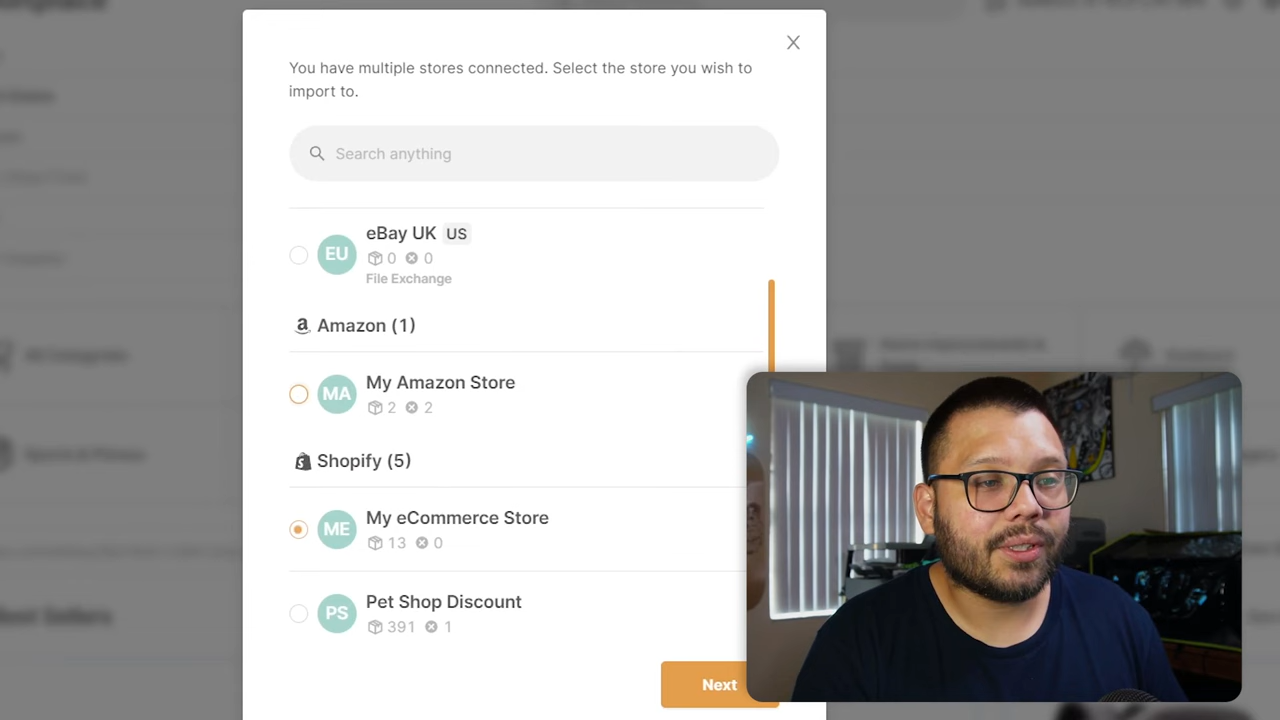 You have multiple stores connected. Select the store you wish to
import to.
Search anything
EU
eBay UK US
0 0
File Exchange
Amazon (1)
MA
My Amazon Store
2 2
Shopify (5)
ME
My eCommerce Store
13 0
PS
Pet Shop Discount
391 1
Next